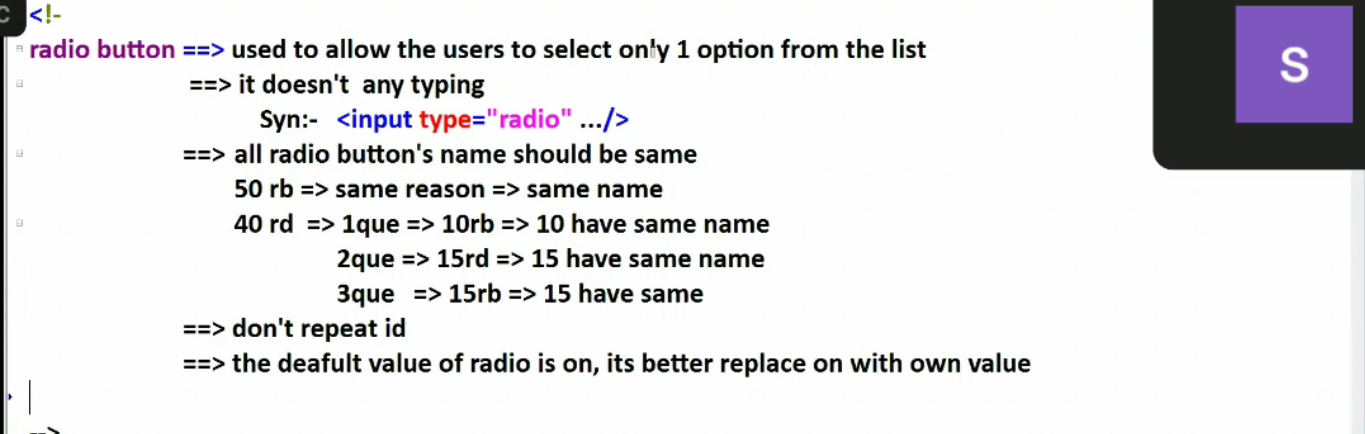 C <!-
S
radio button ==> used to allow the users to select only 1 option from the list
==> it doesn't any typing
Syn:- <input type="radio" .../>
==> all radio button's name should be same
50 rb => same reason => same name
40 rd => 1que => 10rb => 10 have same name
2que => 15rd => 15 have same name
3que => 15rb => 15 have same
==> don't repeat id
==> the deafult value of radio is on, its better replace on with own value
-->